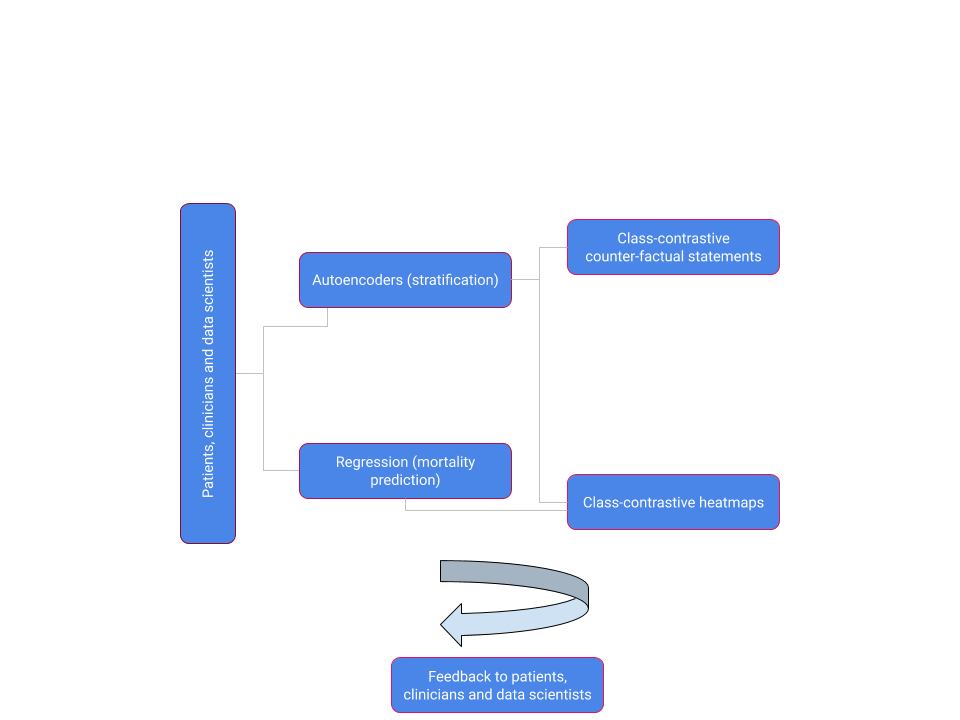 Patients, clinicians and data scientists
Autoencoders (stratification)
Regression (mortality
prediction)
Class-contrastive
counter-factual statements
Class-contrastive heatmaps
Feedback to patients,
clinicians and data scientists